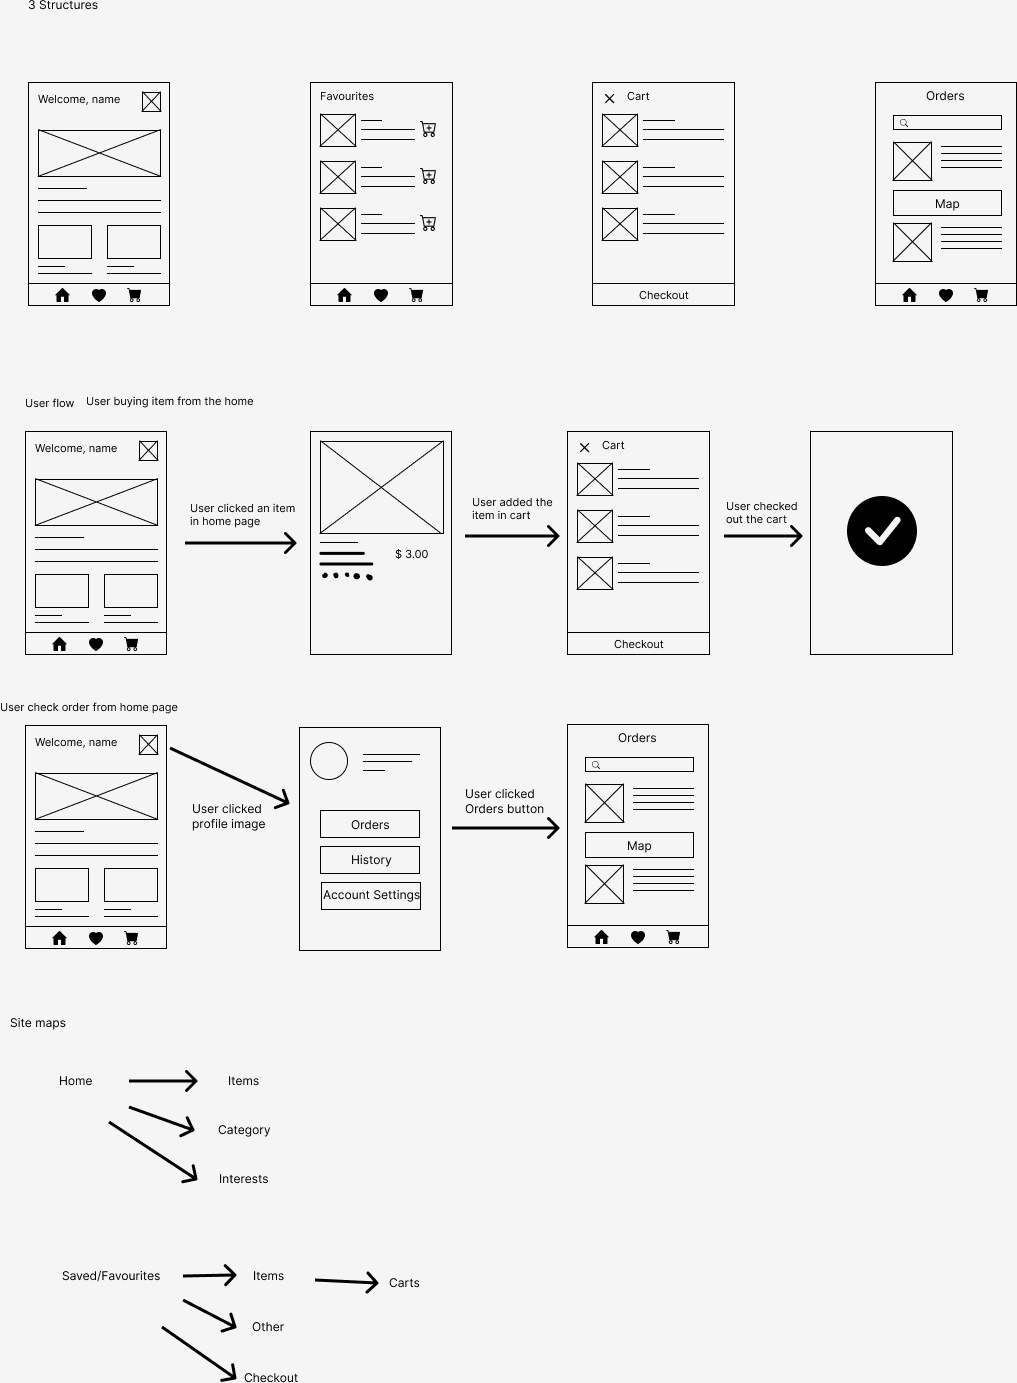 3 Structures
Welcome, name
Favourites
Cart
Checkout
Orders
Map
User flow
User buying item from the home
Welcome, name
User clicked an item
in home page
$ 3.00
User added the
item in cart
Cart
Checkout
User checked
out the cart
User check order from home page
Welcome, name
User clicked
profile image
Orders
History
Account Settings
User clicked
Orders button
Orders
Map
Site maps
Home
Items
Category
Interests
Saved/Favourites
Items
Carts
Other
Checkout